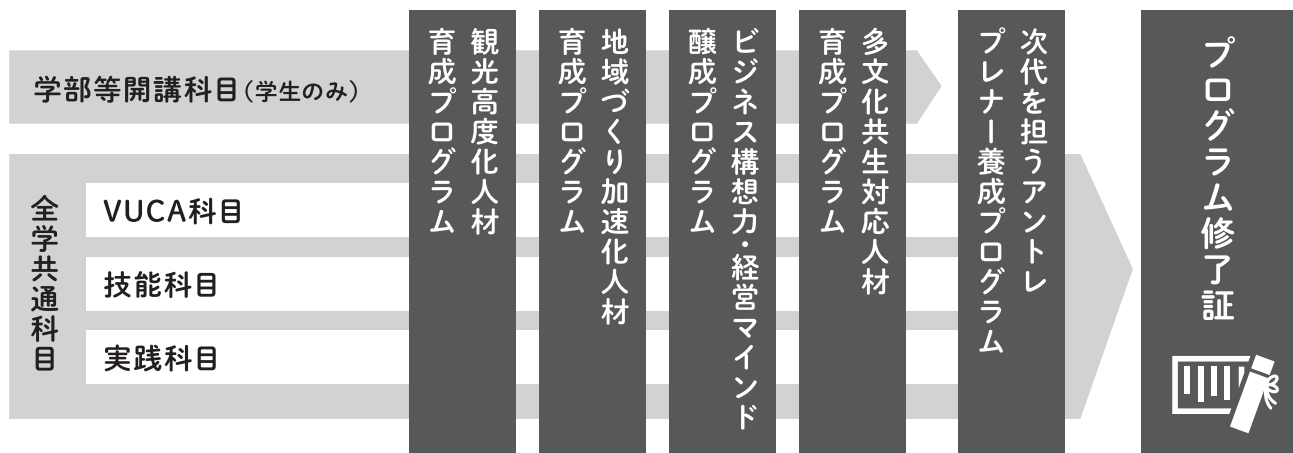 学部等開講科目(学生のみ)
全学共通科目
VUCA科目
技能科目
実践科目
観光高度化人材
育成プログラム
地域づくり加速化人材
育成プログラム
ビジネス構想力・経営マインド
醸成プログラム
多文化共生対応人材
育成プログラム
次代を担うアントレ
プレナー養成プログラム
プログラム修了証